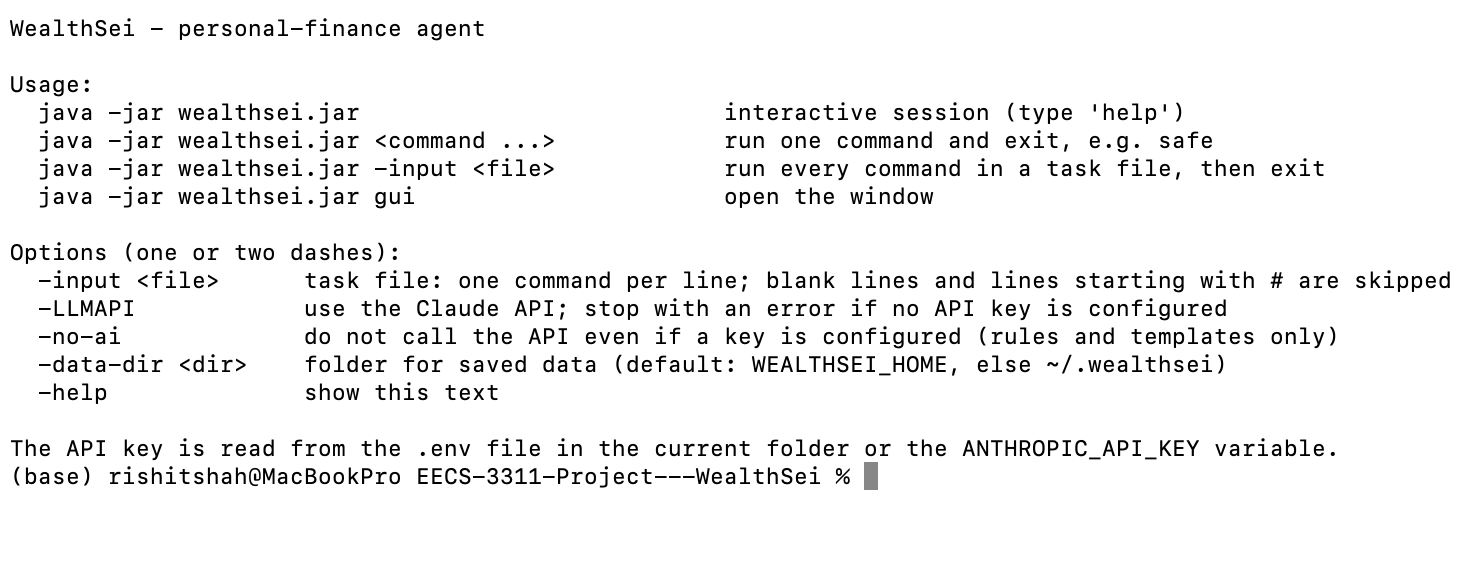 WealthSei - personal-finance agent
Usage:
java -jar wealthsei.jar interactive session (type 'help')
java -jar wealthsei.jar <command ...> run one command and exit, e.g. safe
java -jar wealthsei.jar -input <file> run every command in a task file, then exit
java -jar wealthsei.jar gui open the window
Options (one or two dashes):
-input <file> task file: one command per line; blank lines and lines starting with # are skipped
-LLMAPI use the Claude API; stop with an error if no API key is configured
-no-ai do not call the API even if a key is configured (rules and templates only)
-data-dir <dir> folder for saved data (default: WEALTHSEI_HOME, else ~/.wealthsei)
-help show this text
The API key is read from the .env file in the current folder or the ANTHROPIC_API_KEY variable.
(base) rishitshah@MacBookPro EECS-3311-Project---WealthSei %